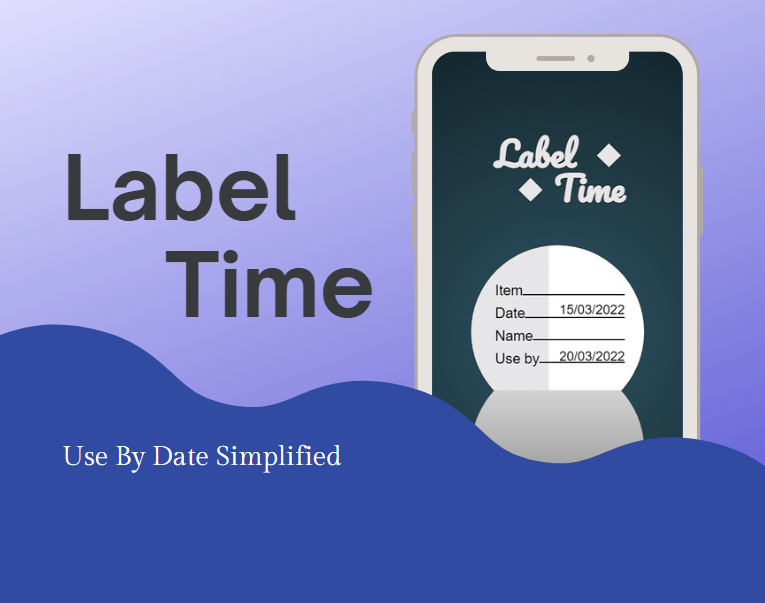 Label
Time
Use By Date Simplified
Label
Time
Item
Date 15/03/2022
Name
Use by 20/03/2022